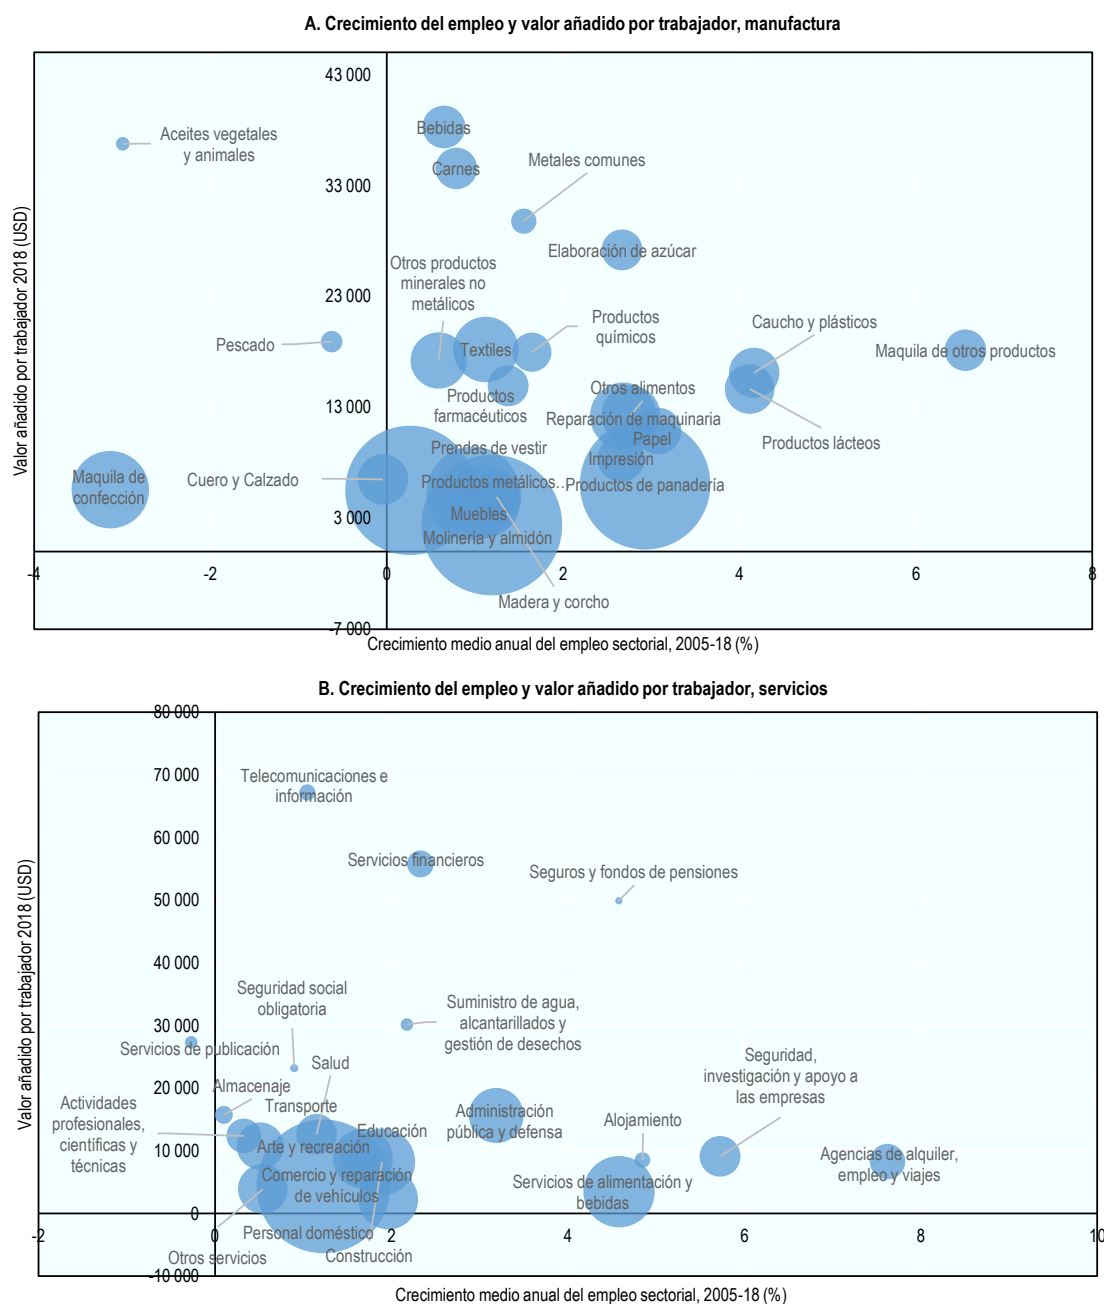 A. Crecimiento del empleo y valor añadido por trabajador, manufactura
Valor añadido por trabajador 2018 (USD)
43 000
33 000
23 000
13 000
3 000
-7 000
-4
-2
0
2
4
6
8
Aceites vegetales
y animales
Bebidas
Carnes
Metales comunes
Elaboración de azúcar
Otros productos
minerales no
metálicos
Pescado
Textiles
Productos
químicos
Caucho y plásticos
Maquila de otros productos
Productos
farmacéuticos
Otros alimentos
Reparación de maquinaria
Papel
Productos lácteos
Prendas de vestir
Impresión
Maquila de
confección
Cuero y Calzado
Productos metálicos…
Productos de panadería
Muebles
Molinería y almidón
Madera y corcho
Crecimiento medio anual del empleo sectorial, 2005-18 (%)
B. Crecimiento del empleo y valor añadido por trabajador, servicios
Valor añadido por trabajador 2018 (USD)
80 000
70 000
60 000
50 000
40 000
30 000
20 000
10 000
0
-10 000
-2
0
2
4
6
8
10
Telecomunicaciones e
información
Servicios financieros
Seguros y fondos de pensiones
Seguridad social
obligatoria
Suministro de agua,
alcantarillados y
gestión de desechos
Servicios de publicación
Salud
Seguridad,
investigación y apoyo a
las empresas
Almacenaje
Actividades
profesionales,
científicas y
técnicas
Transporte
Administración
pública y defensa
Alojamiento
Educación
Arte y recreación
Agencias de alquiler,
empleo y viajes
Comercio y reparación
de vehículos
Servicios de alimentación y
bebidas
Personal doméstico
Otros servicios
Construcción
Crecimiento medio anual del empleo sectorial, 2005-18 (%)